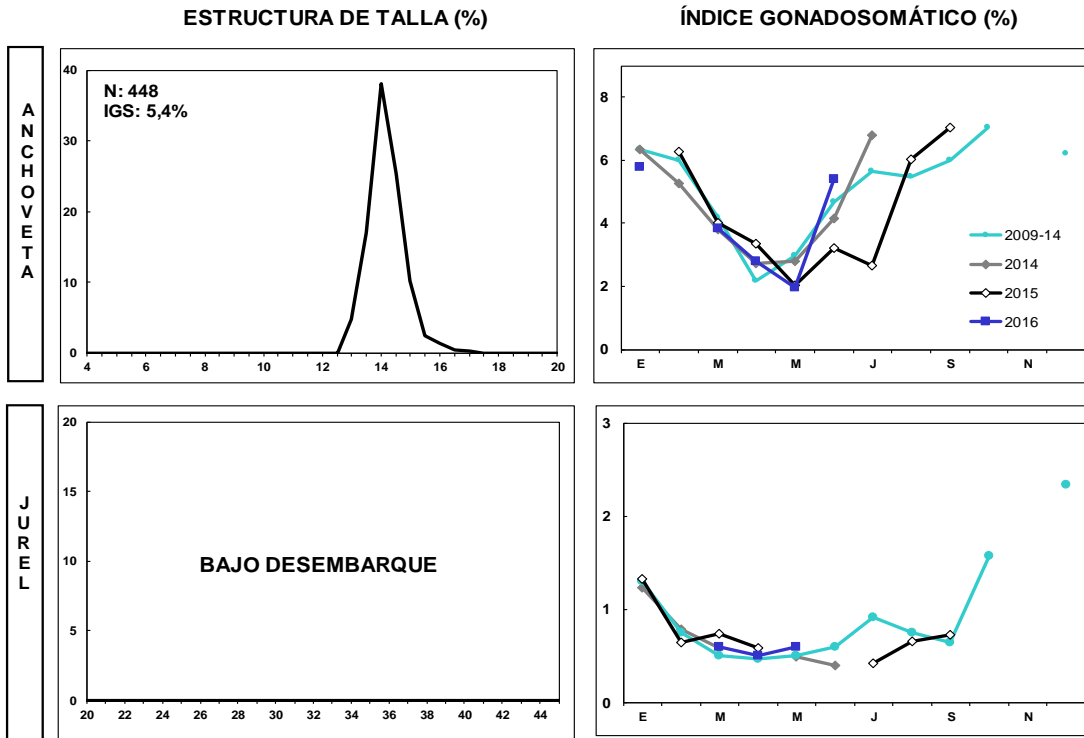 ESTRUCTURA DE TALLA (%)
ÍNDICE GONADOSOMÁTICO (%)
ANCHOVETA
N: 448
IGS: 5,4%
40
30
20
10
0
4 6 8 10 12 14 16 18 20
8
6
4
2
0
2009-14
2014
2015
2016
E M M J S N
JUREL
20
15
10
5
0
BAJO DESEMBARQUE
20 22 24 26 28 30 32 34 36 38 40 42 44
3
2
1
0
E M M J S N